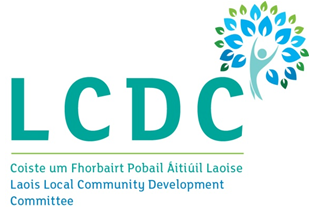 LCDC
Coiste um Fhorbairt Pobail Áitiúil Laoise
Laois Local Community Development
Committee